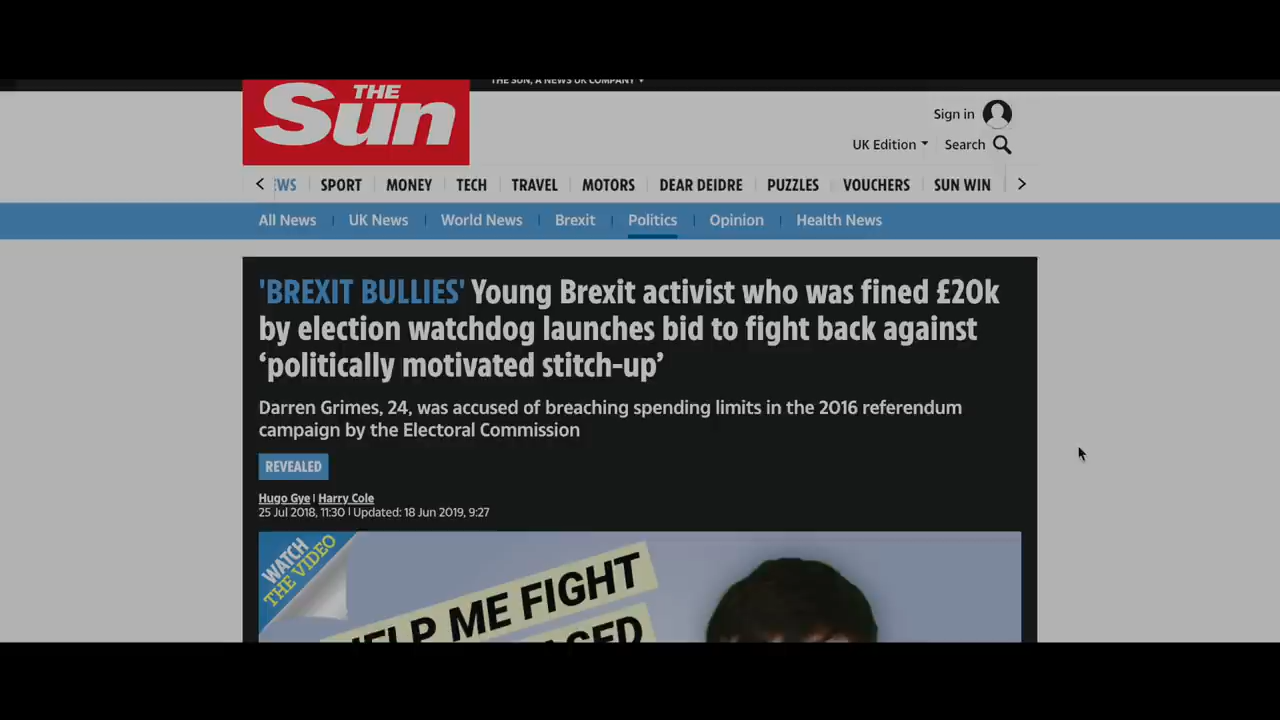 THE SUN, A NEWS UK COMPANY
THE
Sun
Sign in
UK Edition
Search
EWS
SPORT
MONEY
TECH
TRAVEL
MOTORS
DEAR DEIDRE
PUZZLES
VOUCHERS
SUN WIN
All News
UK News
World News
Brexit
Politics
Opinion
Health News
'BREXIT BULLIES' Young Brexit activist who was fined £20k
by election watchdog launches bid to fight back against
‘politically motivated stitch-up’
Darren Grimes, 24, was accused of breaching spending limits in the 2016 referendum
campaign by the Electoral Commission
REVEALED
Hugo Gye | Harry Cole
25 Jul 2018, 11:30 | Updated: 18 Jun 2019, 9:27
WATCH
THE VIDEO
HELP ME FIGHT